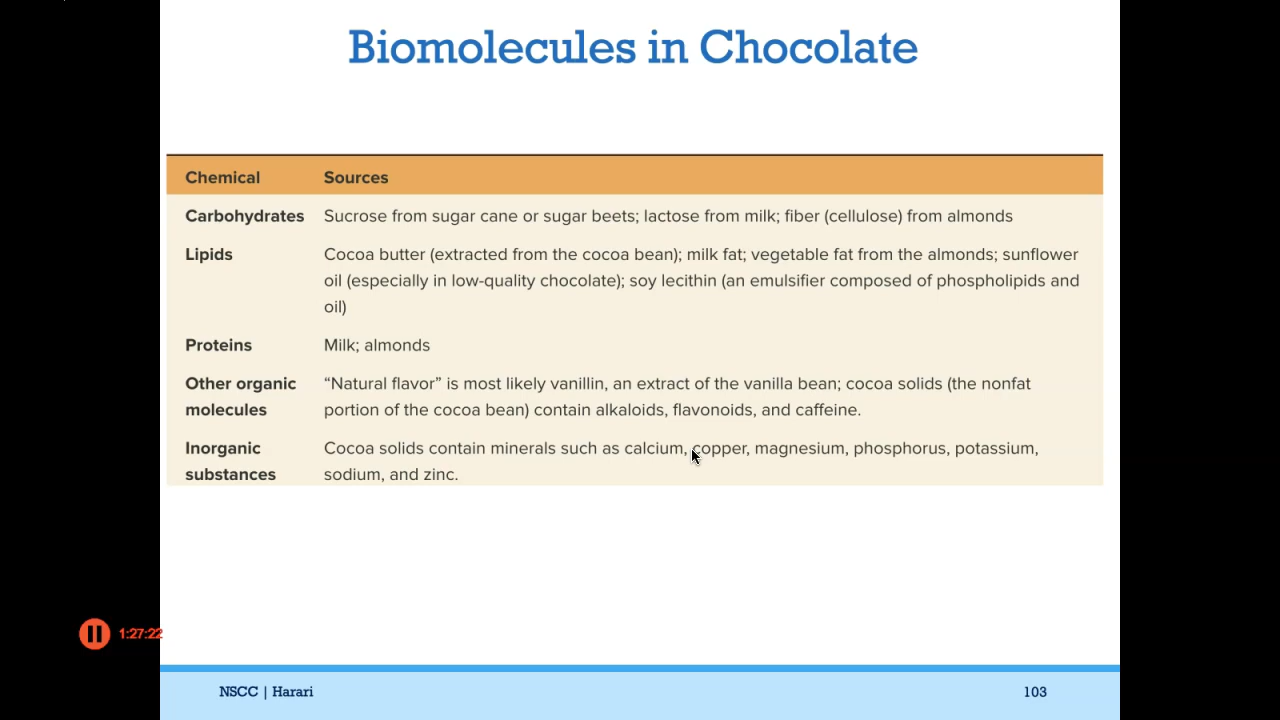 Biomolecules in Chocolate
Chemical Sources
Carbohydrates Sucrose from sugar cane or sugar beets; lactose from milk; fiber (cellulose) from almonds
Lipids Cocoa butter (extracted from the cocoa bean); milk fat; vegetable fat from the almonds; sunflower
oil (especially in low-quality chocolate); soy lecithin (an emulsifier composed of phospholipids and
oil)
Proteins Milk; almonds
Other organic “Natural flavor” is most likely vanillin, an extract of the vanilla bean; cocoa solids (the nonfat
molecules portion of the cocoa bean) contain alkaloids, flavonoids, and caffeine.
Inorganic Cocoa solids contain minerals such as calcium, copper, magnesium, phosphorus, potassium,
substances sodium, and zinc.
1:27:22
NSCC | Harari 103